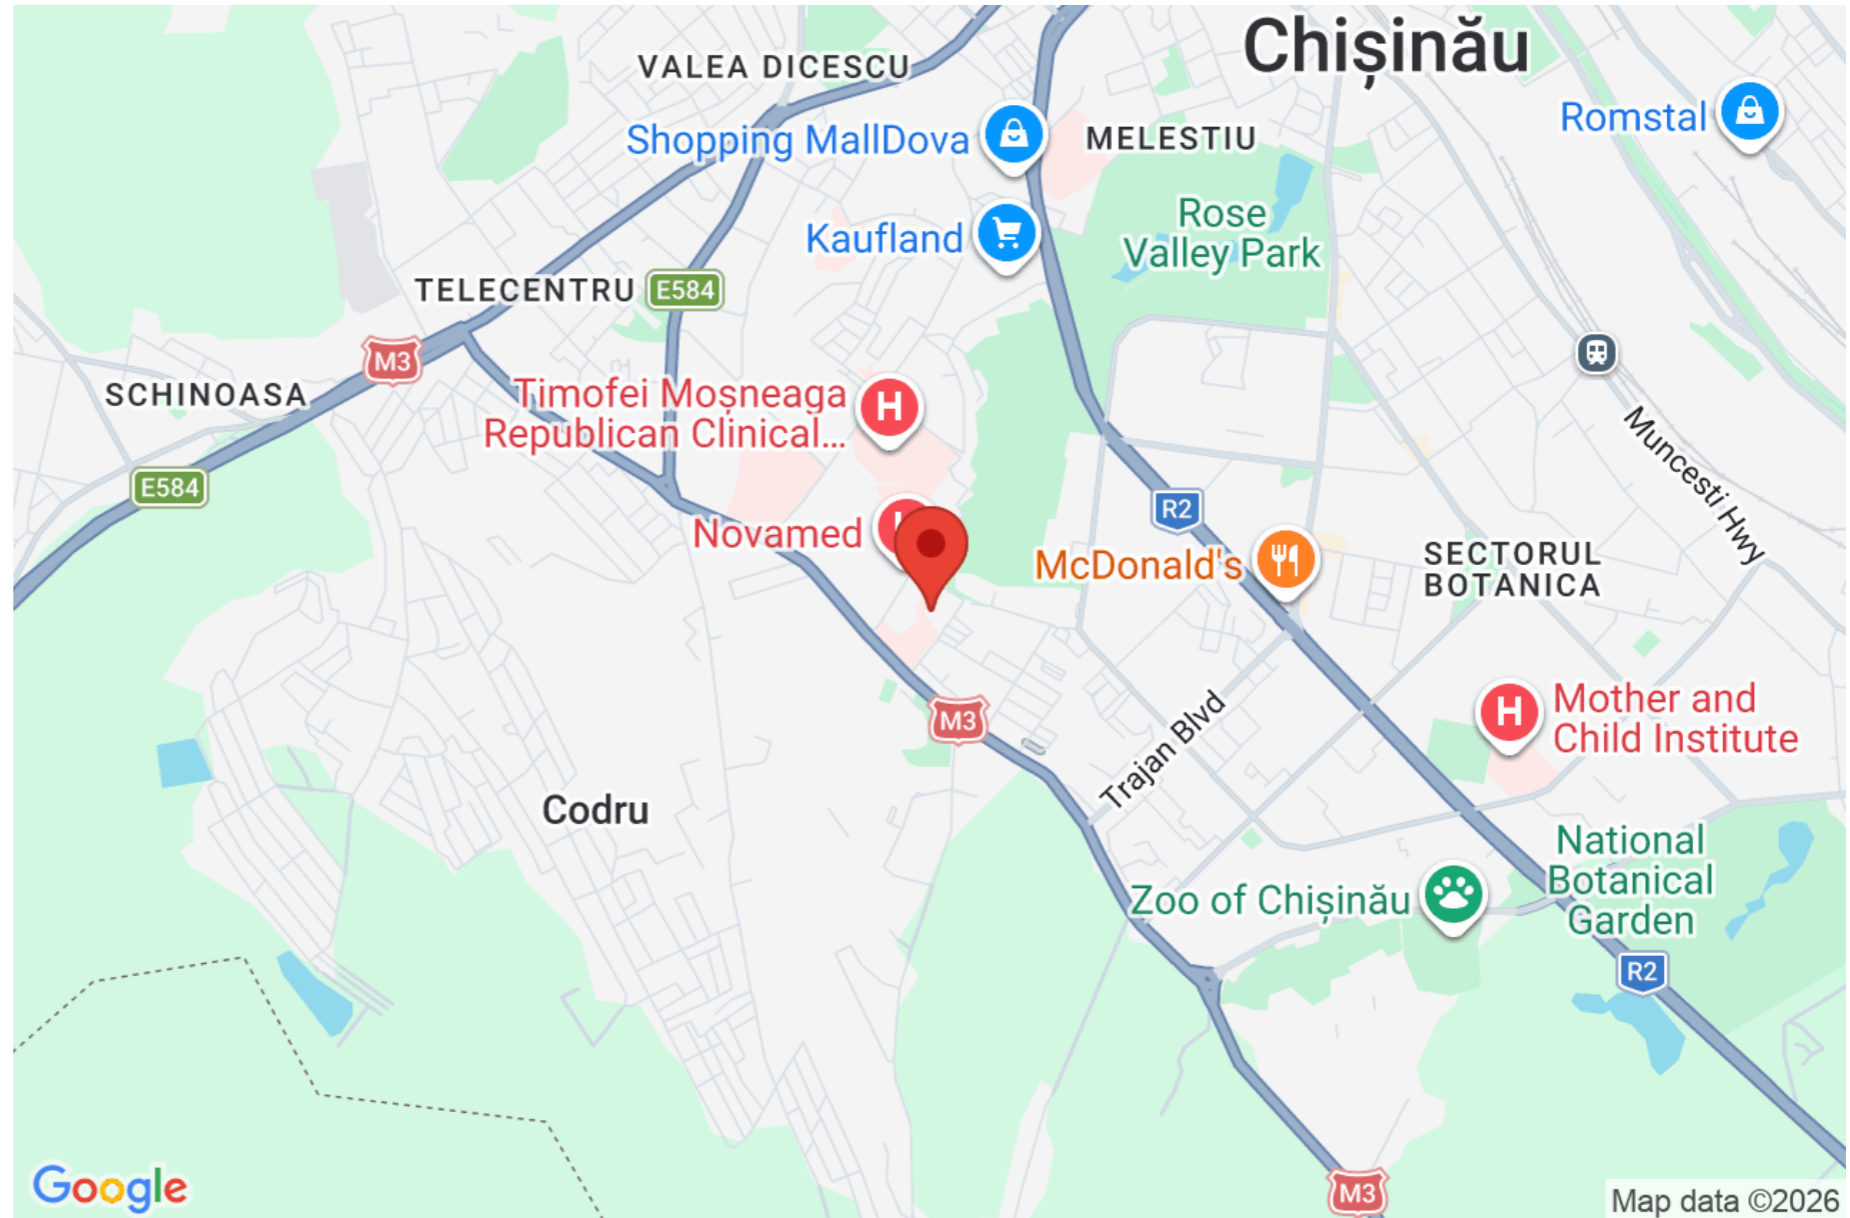 Chișinău
VALEA DICESCU
Romstal
Shopping MallDova
MELESTIU
Rose
Valley Park
Kaufland
TELECENTRU
E584
M3
SCHINOASA
Timofei Moșneaga
Republican Clinical...
H
Muncesti Hwy
E584
R2
Novamed
McDonald's
SECTORUL
BOTANICA
H
Mother and
Child Institute
M3
Trajan Blvd
Codru
National
Botanical
Garden
Zoo of Chișinău
R2
M3
Google
Map data ©2026